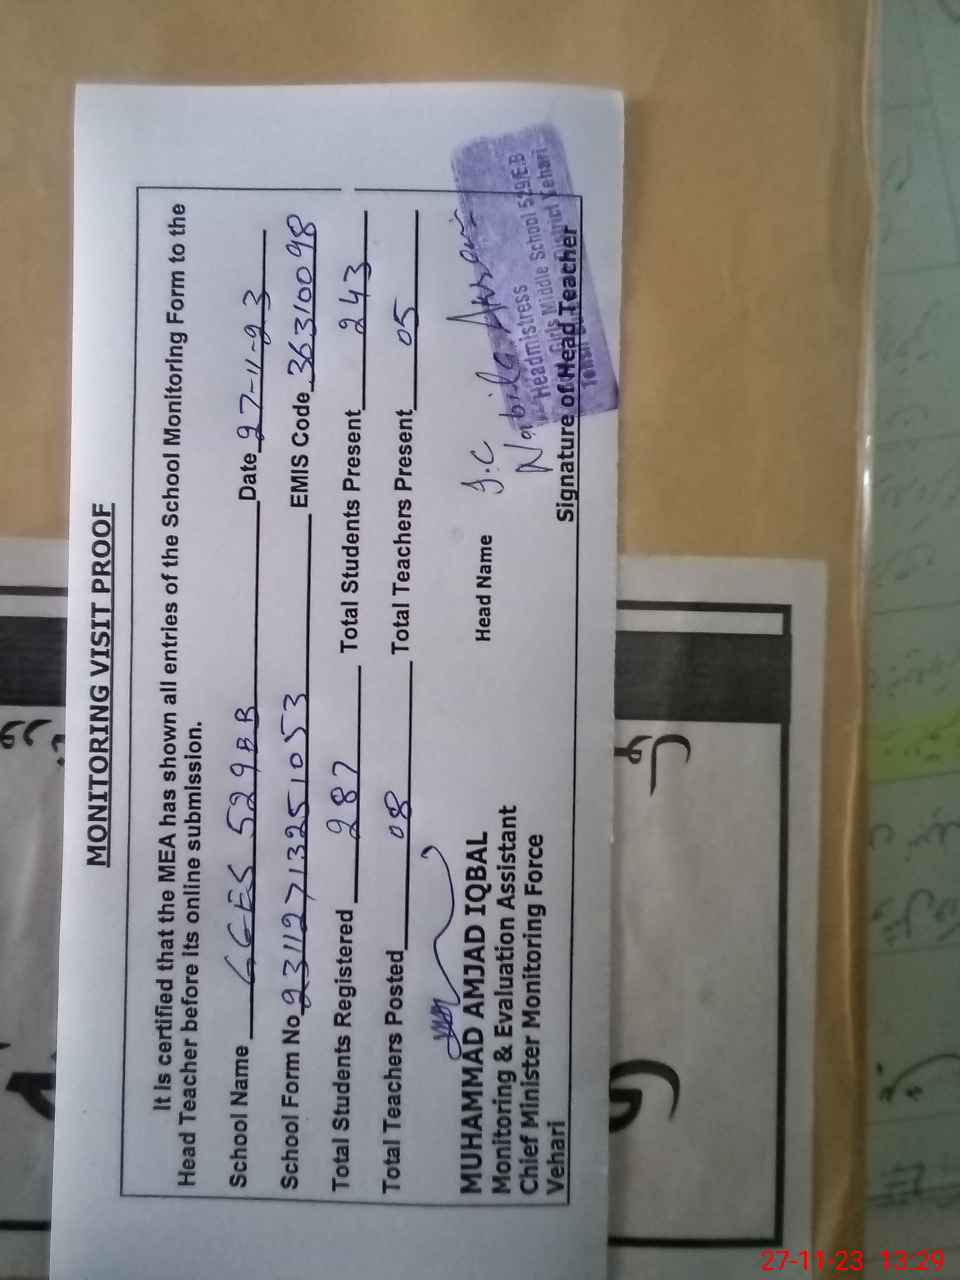 MONITORING VISIT PROOF
It is certified that the MEA has shown all entries of the School Monitoring Form to the
Head Teacher before its online submission.
School Name GGES 529EB Date 27-11-23
School Form No 23112713251053 EMIS Code 36310098
Total Students Registered 287 Total Students Present 243
Total Teachers Posted 08 Total Teachers Present 05
MUHAMMAD AMJAD IQBAL
Monitoring & Evaluation Assistant
Chief Minister Monitoring Force
Vehari
Head Name
Nabila
Headmistress
Girls Middle School 529/E.B
District Vehari
Signature of Head Teacher
27-11-23 13:29